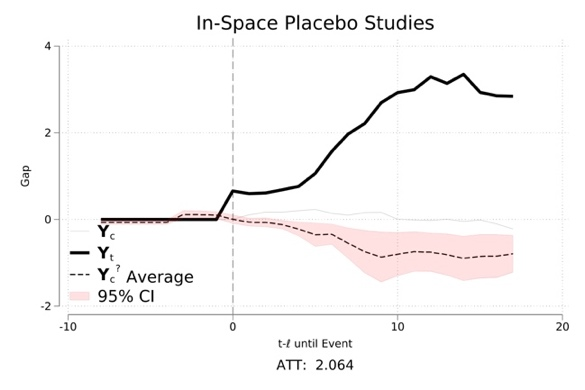 In-Space Placebo Studies
4
2
0
-2
Gap
Yc
Yt
Yc? Average
95% CI
-10 0 10 20
t-ℓ until Event
ATT: 2.064